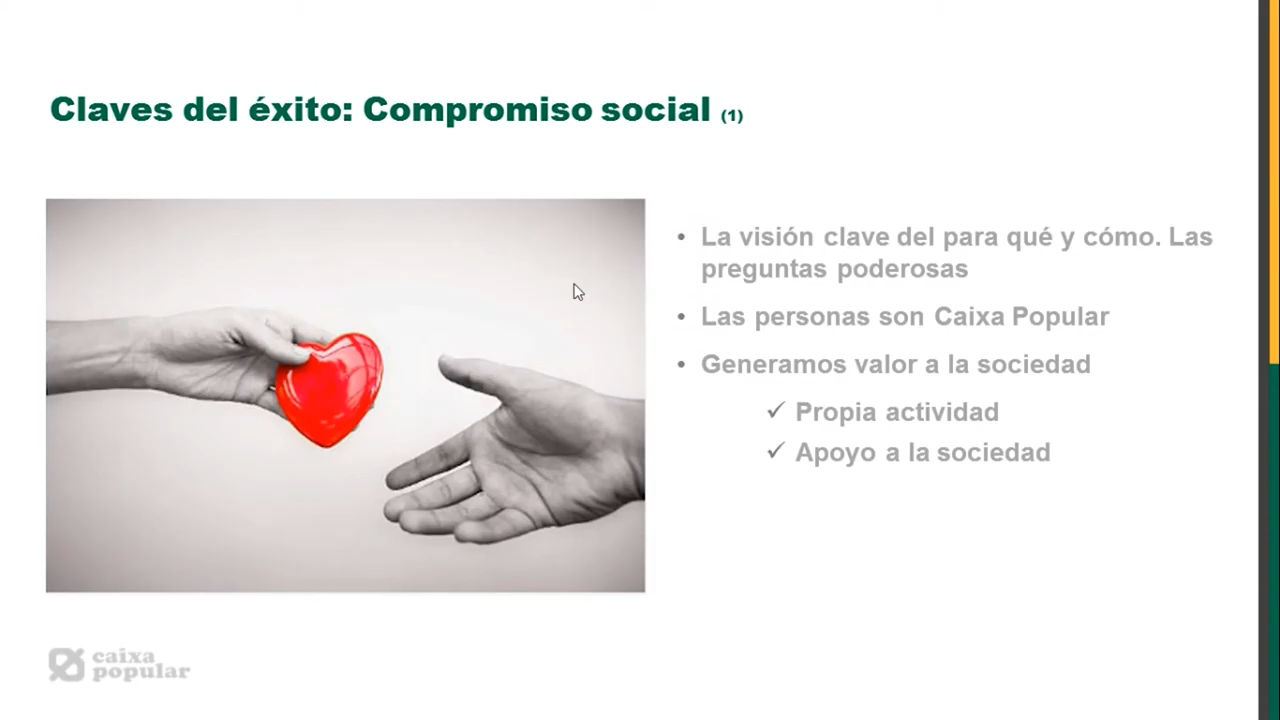 Claves del éxito: Compromiso social (1)
• La visión clave del para qué y cómo. Las
preguntas poderosas
• Las personas son Caixa Popular
• Generamos valor a la sociedad
✓ Propia actividad
✓ Apoyo a la sociedad
caixa
popular